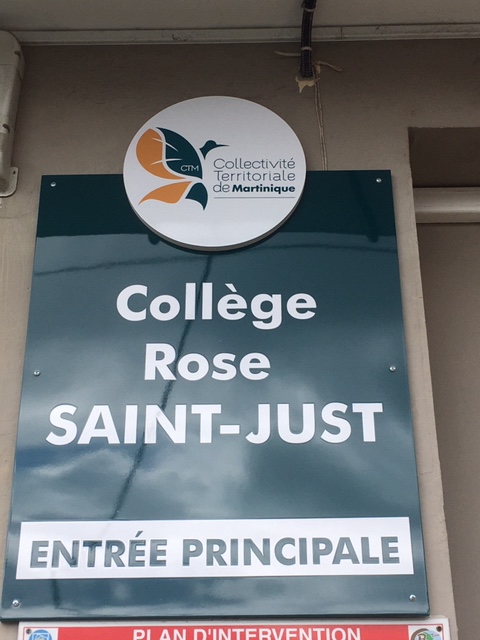 CTM
Collectivité
Territoriale
de Martinique
Collège
Rose
SAINT-JUST
ENTRÉE PRINCIPALE
PLAN D'INTERVENTION